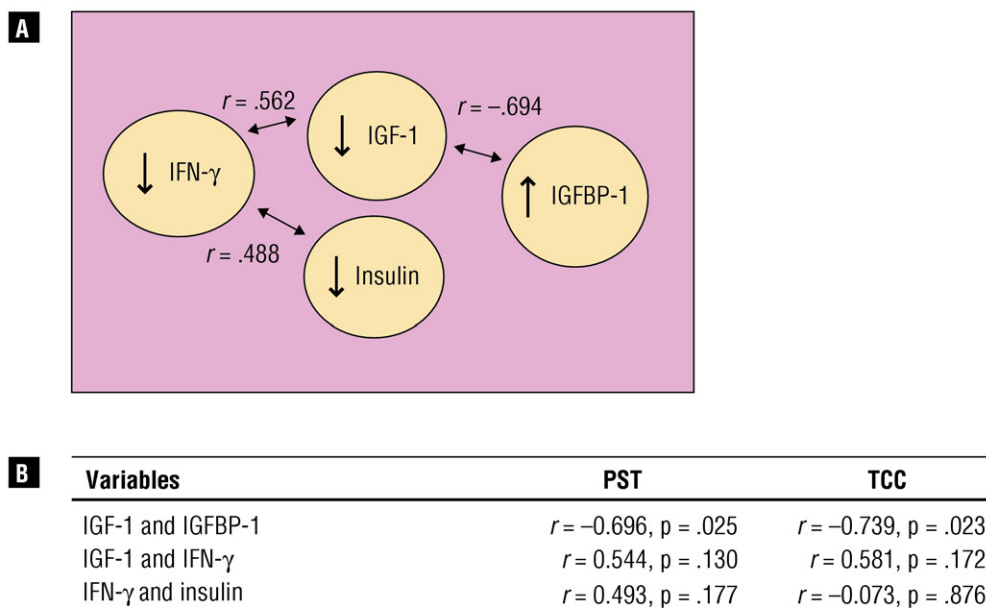 A
r = .562
r = –.694
↓ IGF-1
↓ IFN-γ
↑ IGFBP-1
r = .488
↓ Insulin
B
Variables PST TCC
IGF-1 and IGFBP-1 r = –0.696, p = .025 r = –0.739, p = .023
IGF-1 and IFN-γ r = 0.544, p = .130 r = 0.581, p = .172
IFN-γ and insulin r = 0.493, p = .177 r = –0.073, p = .876